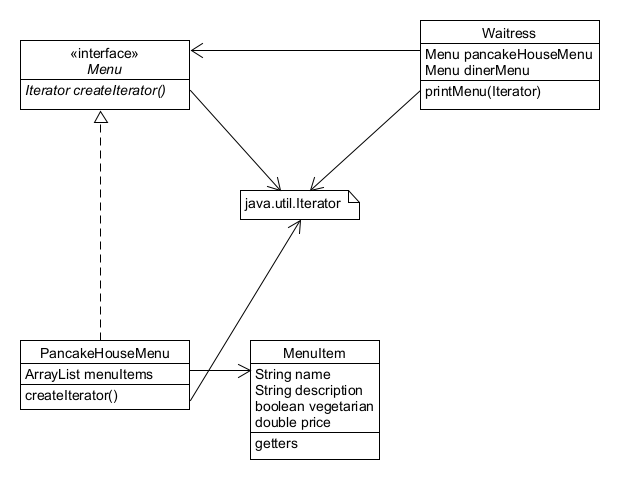 «interface»
Menu
Iterator createIterator()
Waitress
Menu pancakeHouseMenu
Menu dinerMenu
printMenu(Iterator)
java.util.Iterator
PancakeHouseMenu
ArrayList menuItems
createIterator()
MenuItem
String name
String description
boolean vegetarian
double price
getters